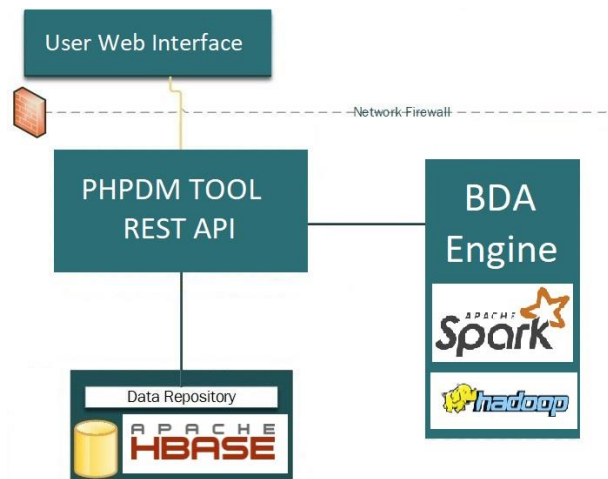 User Web Interface
Network Firewall
PHPDM TOOL
REST API
BDA
Engine
APACHE
Spark
hadoop
Data Repository
APACHE
HBASE